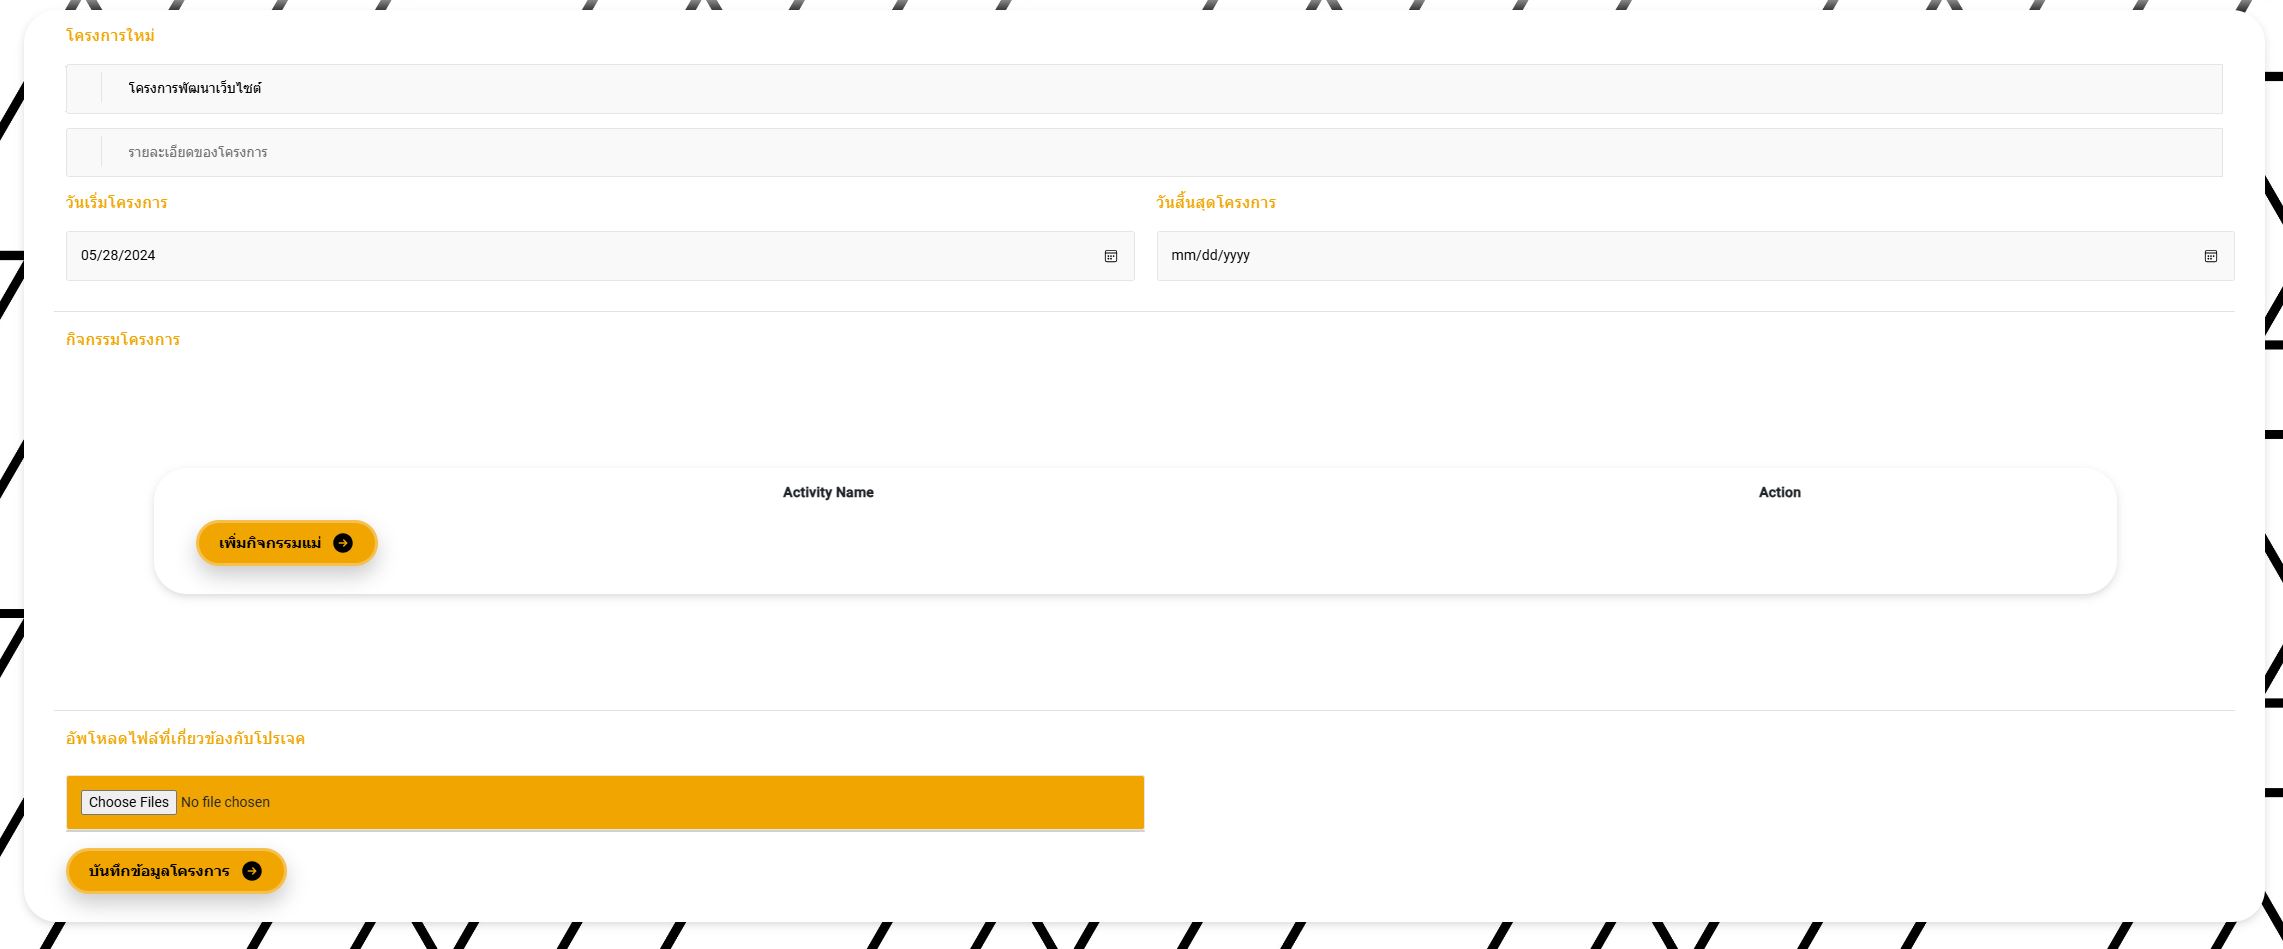 โครงการใหม่
โครงการพัฒนาเว็บไซต์
รายละเอียดของโครงการ
วันเริ่มโครงการ
วันสิ้นสุดโครงการ
05/28/2024
mm/dd/yyyy
กิจกรรมโครงการ
Activity Name
Action
เพิ่มกิจกรรมแม่
อัพโหลดไฟล์ที่เกี่ยวข้องกับโปรเจค
Choose Files No file chosen
บันทึกข้อมูลโครงการ